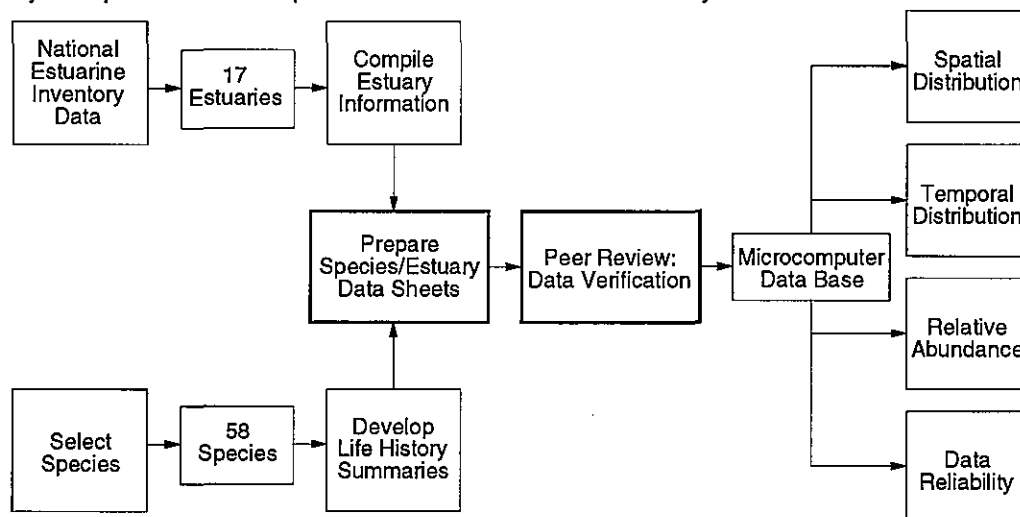 National
Estuarine
Inventory
Data
17
Estuaries
Compile
Estuary
Information
Prepare
Species/Estuary
Data Sheets
Peer Review:
Data Verification
Microcomputer
Data Base
Spatial
Distribution
Temporal
Distribution
Relative
Abundance
Data
Reliability
Select
Species
58
Species
Develop
Life History
Summaries